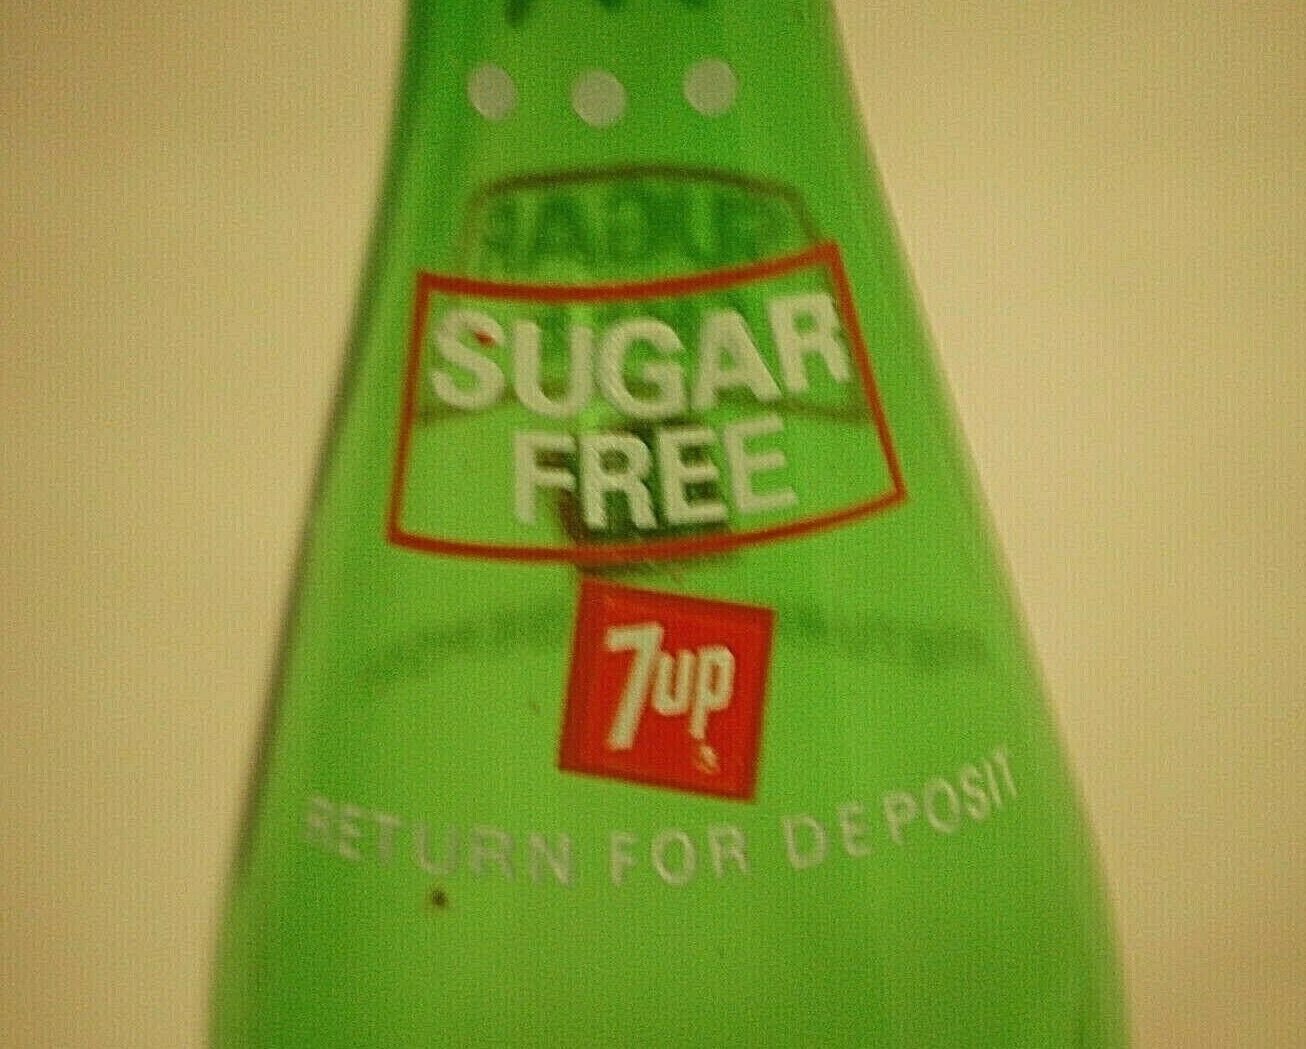 SUGAR
FREE
7up
RETURN FOR DEPOSIT